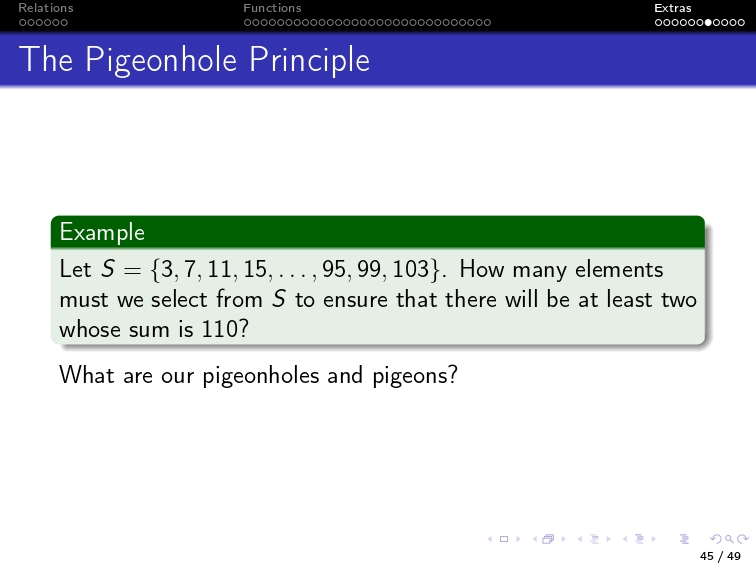 Relations
Functions
Extras
The Pigeonhole Principle
Example
Let S = {3, 7, 11, 15, . . . , 95, 99, 103}. How many elements
must we select from S to ensure that there will be at least two
whose sum is 110?
What are our pigeonholes and pigeons?
45 / 49